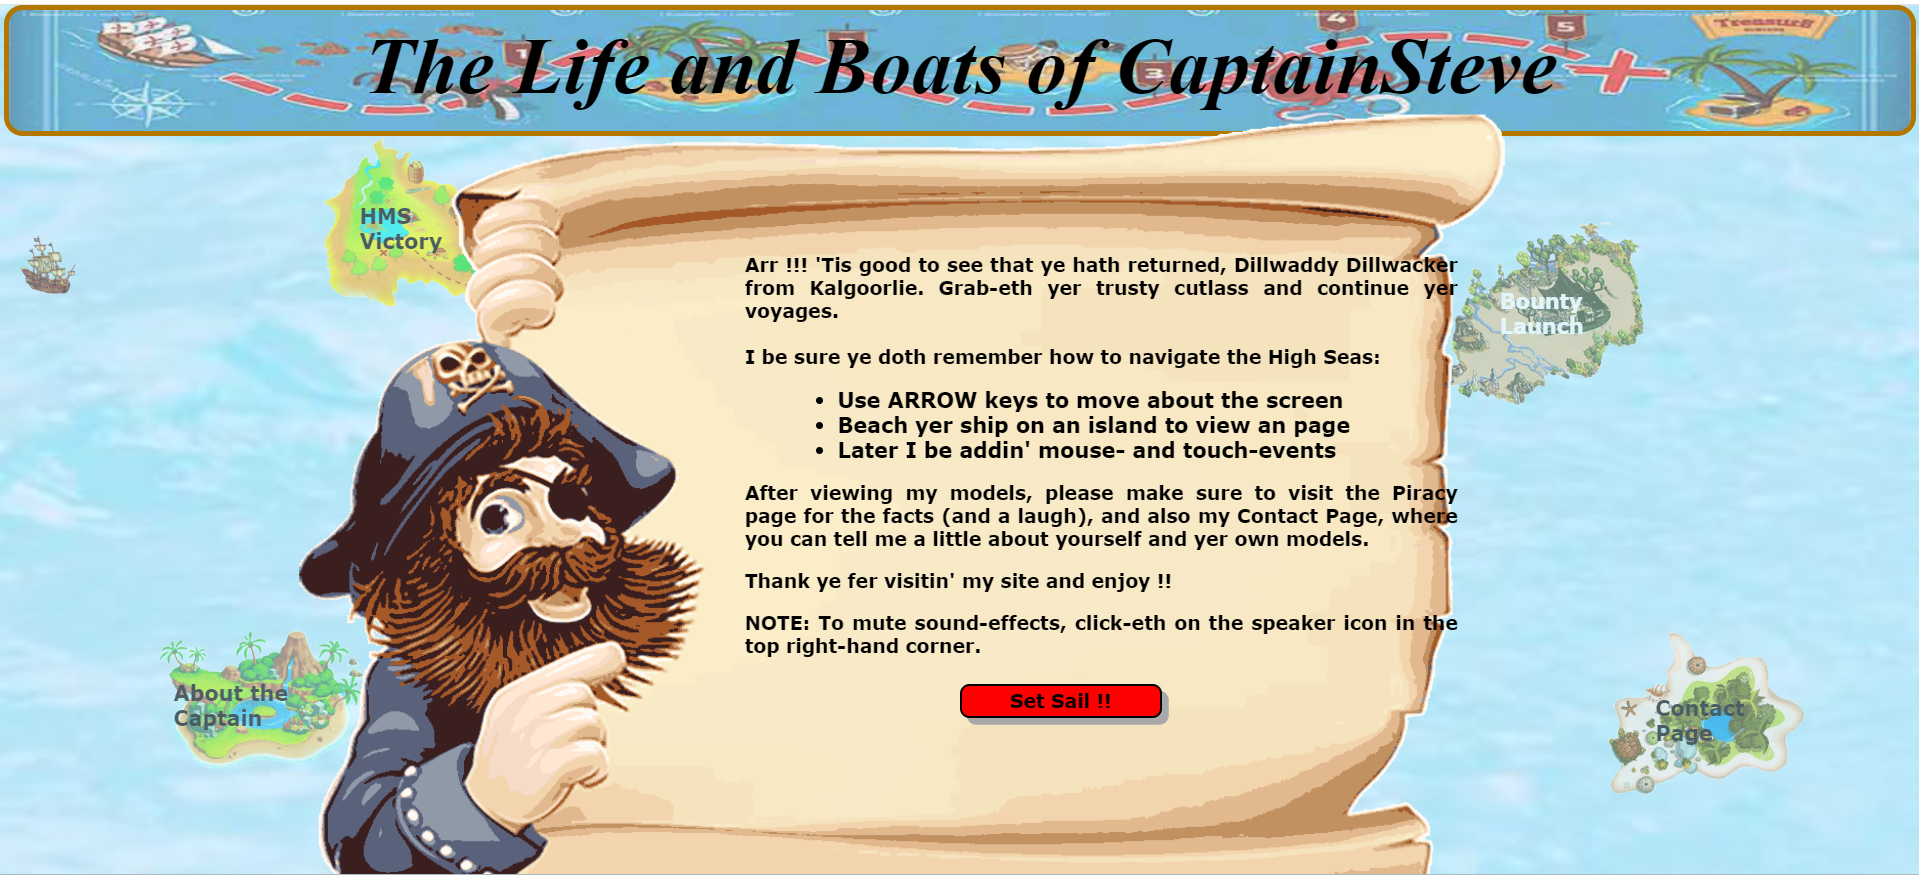 The Life and Boats of CaptainSteve
1
3
4
5
Treasure
HMS
Victory
Arr !!! 'Tis good to see that ye hath returned, Dillwaddy Dillwacker
from Kalgoorlie. Grab-eth yer trusty cutlass and continue yer
voyages.
Bounty
Launch
I be sure ye doth remember how to navigate the High Seas:
• Use ARROW keys to move about the screen
• Beach yer ship on an island to view an page
• Later I be addin' mouse- and touch-events
After viewing my models, please make sure to visit the Piracy
page for the facts (and a laugh), and also my Contact Page, where
you can tell me a little about yourself and yer own models.
Thank ye fer visitin' my site and enjoy !!
NOTE: To mute sound-effects, click-eth on the speaker icon in the
top right-hand corner.
About the
Captain
Set Sail !!
Contact
Page